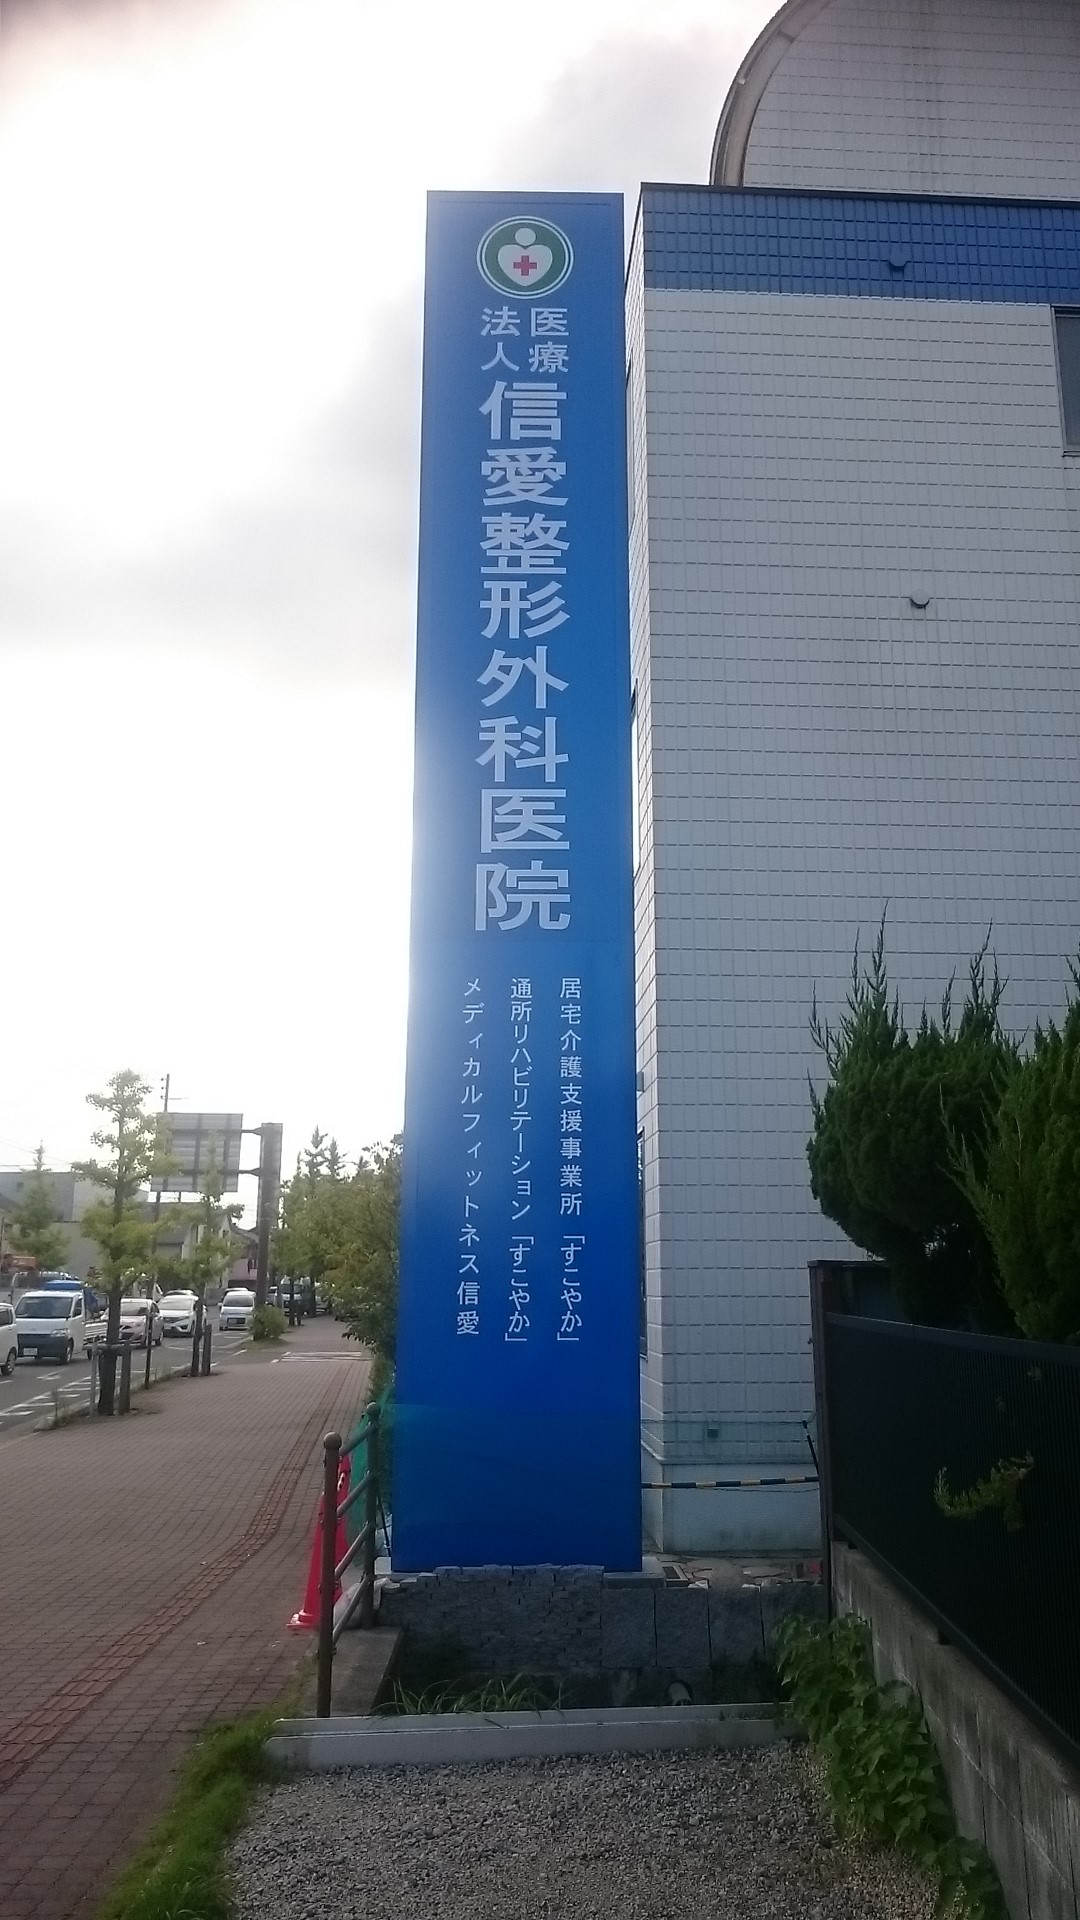 医療
法人
信愛整形外科医院
居宅介護支援事業所「すこやか」
通所リハビリテーション「すこやか」
メディカルフィットネス信愛